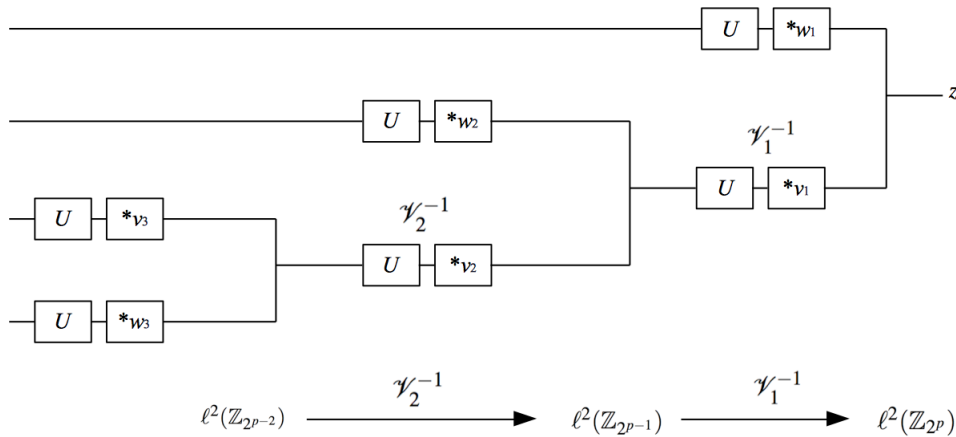 U *w₁
z
U *w₂
𝒱₁⁻¹
U *v₁
U *v₃
𝒱₂⁻¹
U *v₂
U *w₃
𝒱₂⁻¹ 𝒱₁⁻¹
ℓ²(ℤ_{2^{p-2}}) ℓ²(ℤ_{2^{p-1}}) ℓ²(ℤ_{2^p})